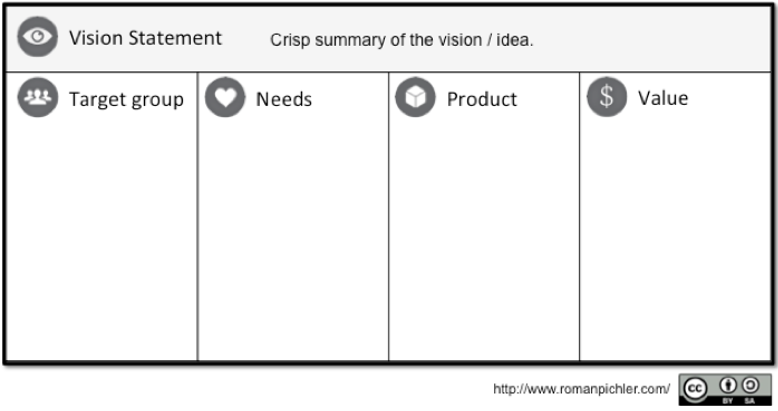 Vision Statement Crisp summary of the vision / idea.
Target group
Needs
Product
$ Value
http://www.romanpichler.com/
cc BY SA